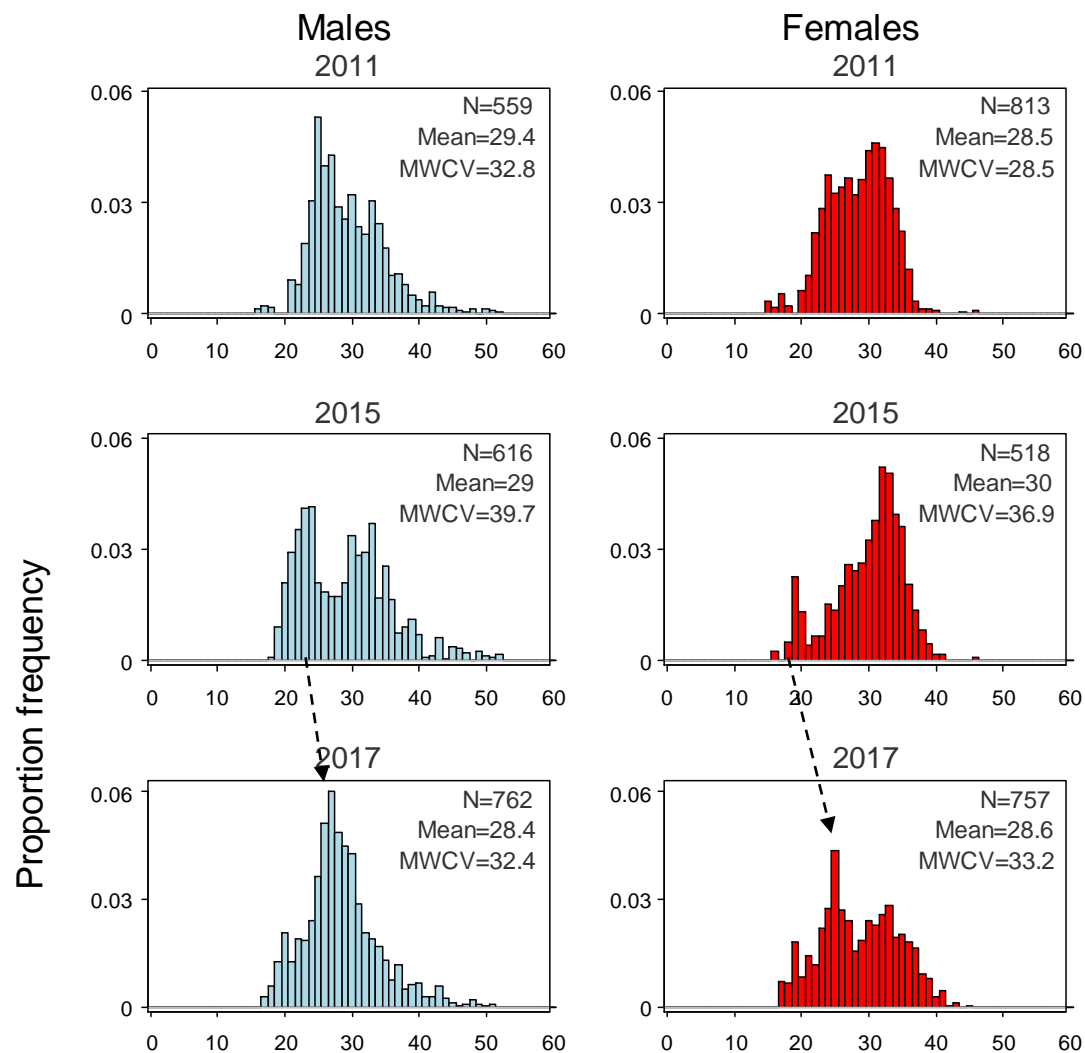 Males
Females
2011
2011
0.06
N=559
Mean=29.4
MWCV=32.8
0.03
0
0 10 20 30 40 50 60
N=813
Mean=28.5
MWCV=28.5
0.06
0.03
0
0 10 20 30 40 50 60
2015
2015
0.06
N=616
Mean=29
MWCV=39.7
0.03
0
0 10 20 30 40 50 60
0.06
N=518
Mean=30
MWCV=36.9
0.03
0
0 10 20 30 40 50 60
Proportion frequency
2017
2017
0.06
N=762
Mean=28.4
MWCV=32.4
0.03
0
0 10 20 30 40 50 60
0.06
N=757
Mean=28.6
MWCV=33.2
0.03
0
0 10 20 30 40 50 60